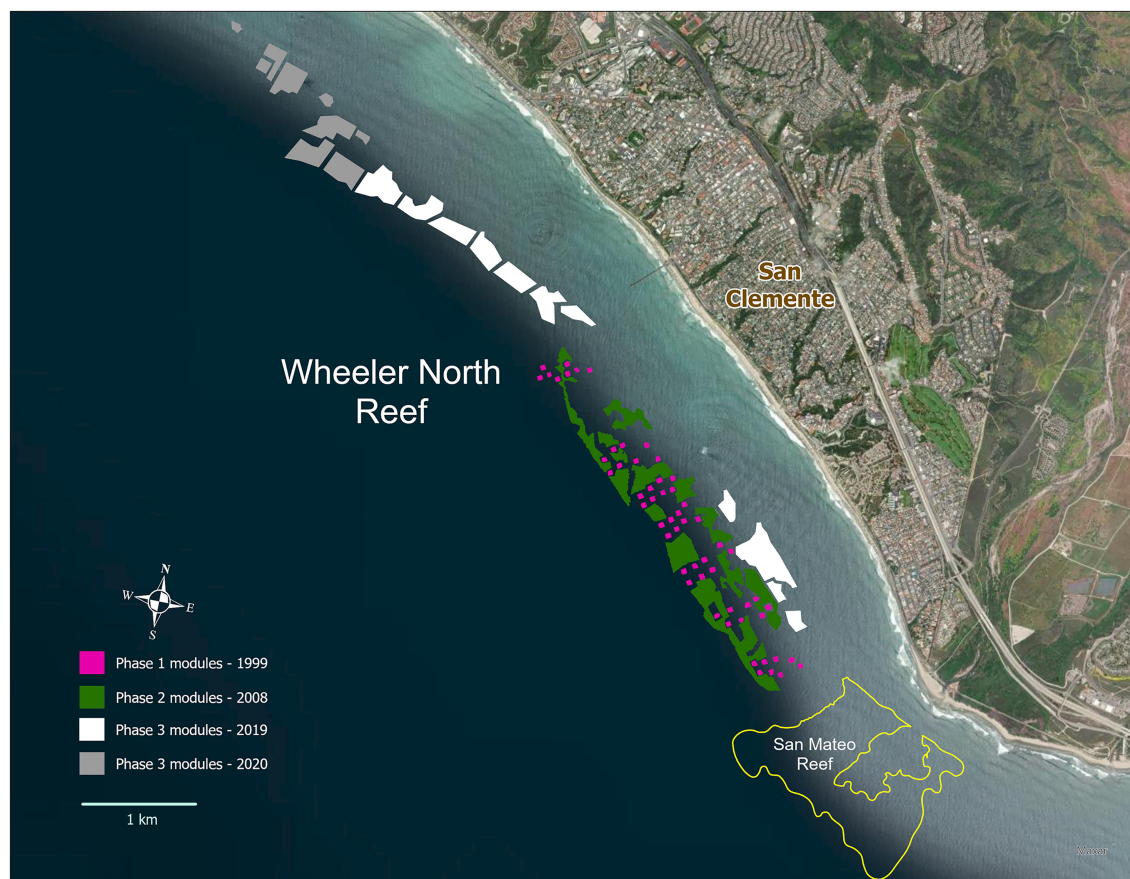 San
Clemente
Wheeler North
Reef
N
W
E
S
Phase 1 modules - 1999
Phase 2 modules - 2008
Phase 3 modules - 2019
Phase 3 modules - 2020
1 km
San Mateo
Reef
Maxar